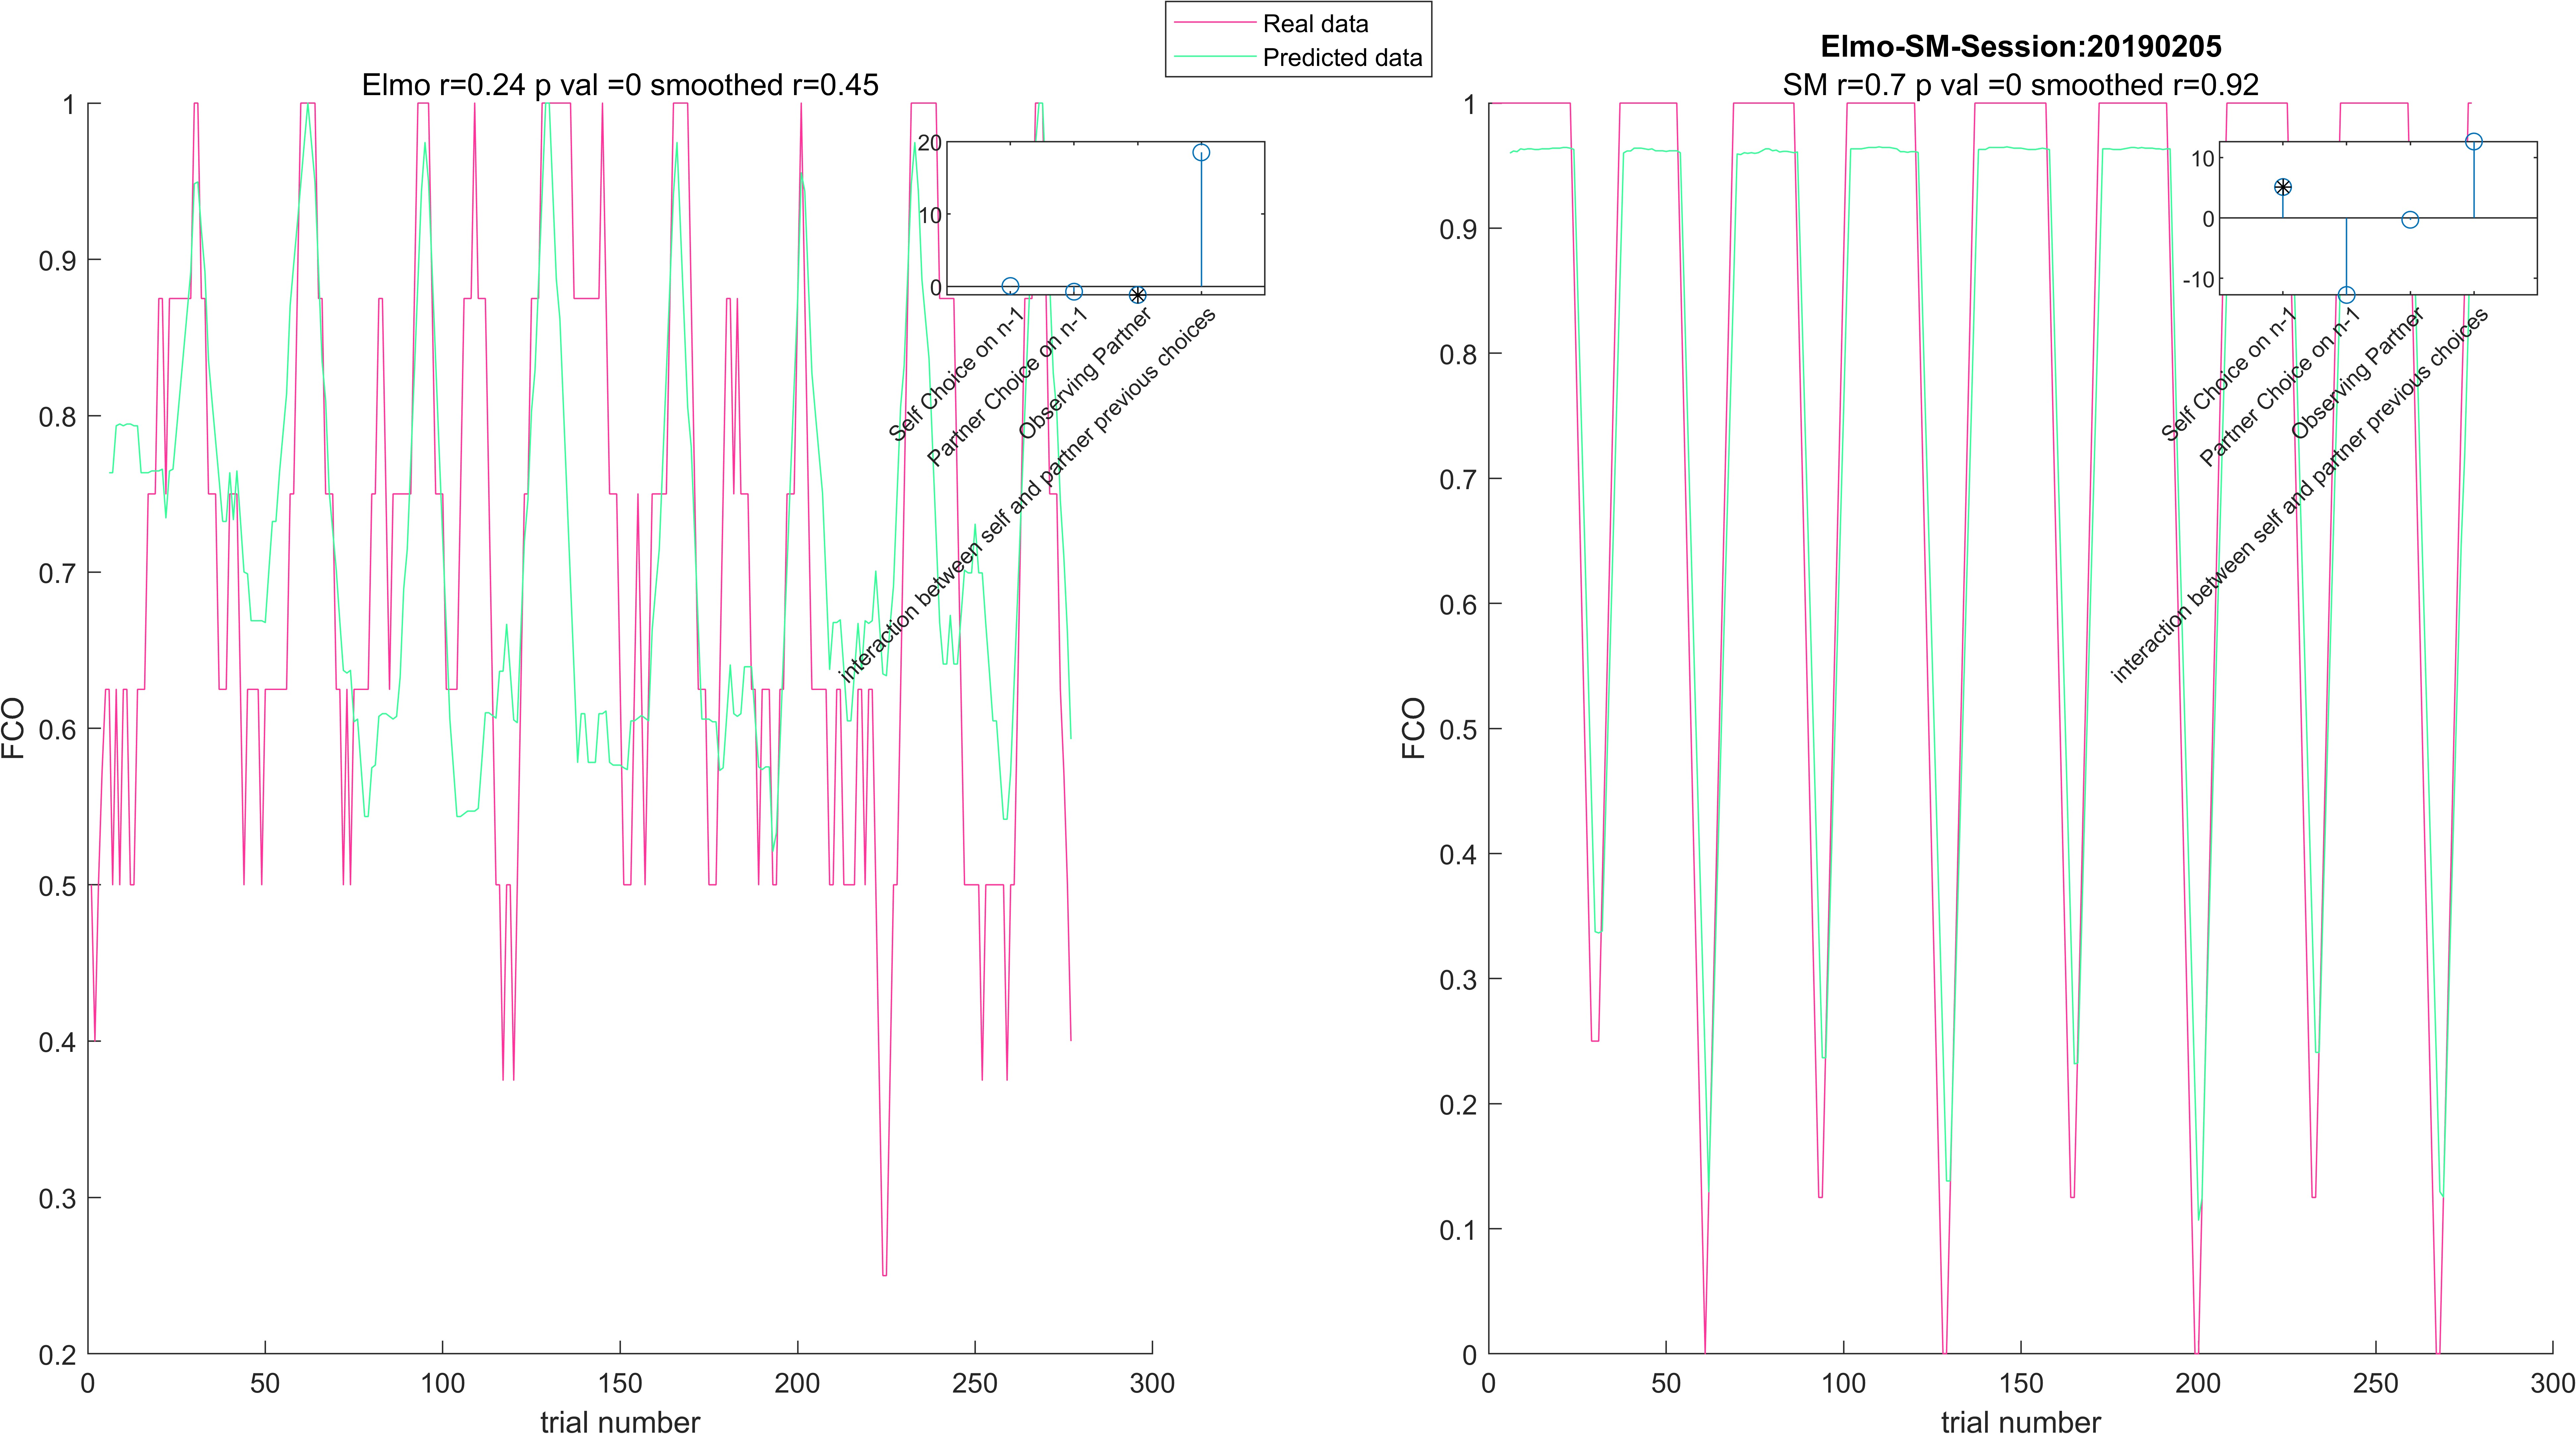 Real data
Predicted data
Elmo r=0.24 p val =0 smoothed r=0.45
FCO
1
0.9
0.8
0.7
0.6
0.5
0.4
0.3
0.2
0
50
100
150
200
250
300
trial number
20
10
0
Self Choice on n-1
Partner Choice on n-1
Observing Partner
interaction between self and partner previous choices
Elmo-SM-Session:20190205
SM r=0.7 p val =0 smoothed r=0.92
FCO
1
0.9
0.8
0.7
0.6
0.5
0.4
0.3
0.2
0.1
0
0
50
100
150
200
250
300
trial number
10
0
-10
Self Choice on n-1
Partner Choice on n-1
Observing Partner
interaction between self and partner previous choices